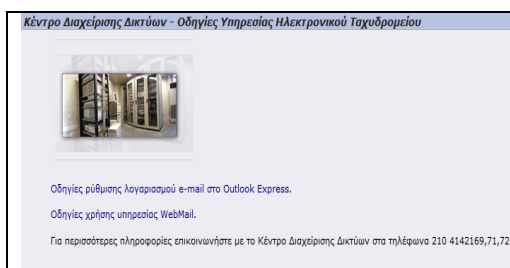 Κέντρο Διαχείρισης Δικτύων - Οδηγίες Υπηρεσίας Ηλεκτρονικού Ταχυδρομείου
Οδηγίες ρύθμισης λογαριασμού e-mail στο Outlook Express.
Οδηγίες χρήσης υπηρεσίας WebMail.
Για περισσότερες πληροφορίες επικοινωνήστε με το Κέντρο Διαχείρισης Δικτύων στα τηλέφωνα 210 4142169,71,72